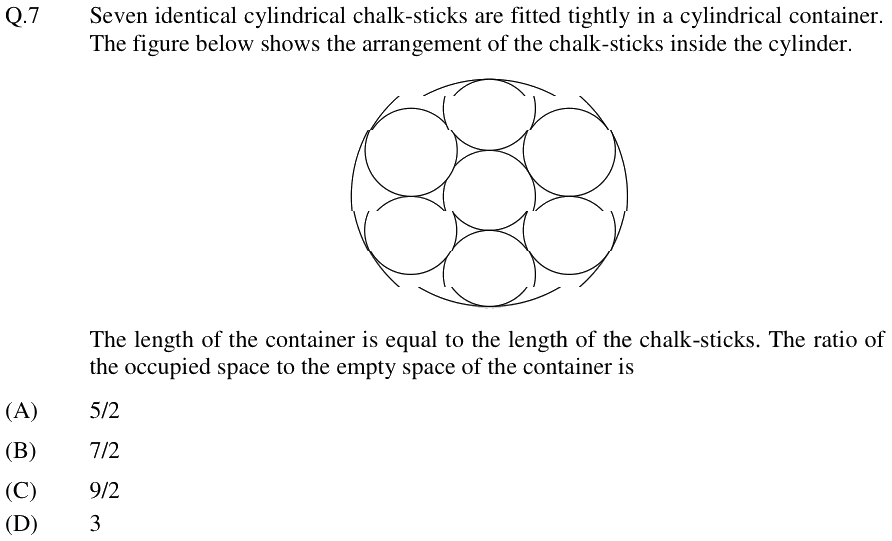 Q.7 Seven identical cylindrical chalk-sticks are fitted tightly in a cylindrical container.
The figure below shows the arrangement of the chalk-sticks inside the cylinder.
The length of the container is equal to the length of the chalk-sticks. The ratio of
the occupied space to the empty space of the container is
(A) 5/2
(B) 7/2
(C) 9/2
(D) 3